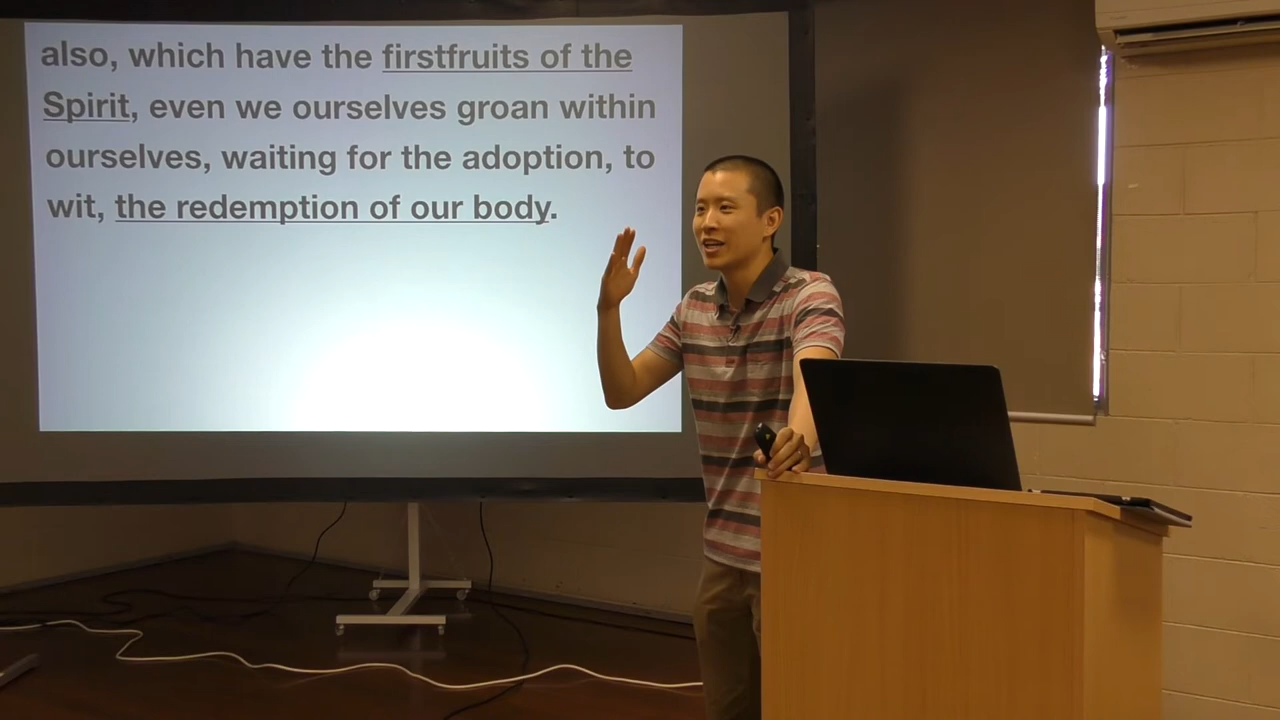 also, which have the firstfruits of the
Spirit, even we ourselves groan within
ourselves, waiting for the adoption, to
wit, the redemption of our body.